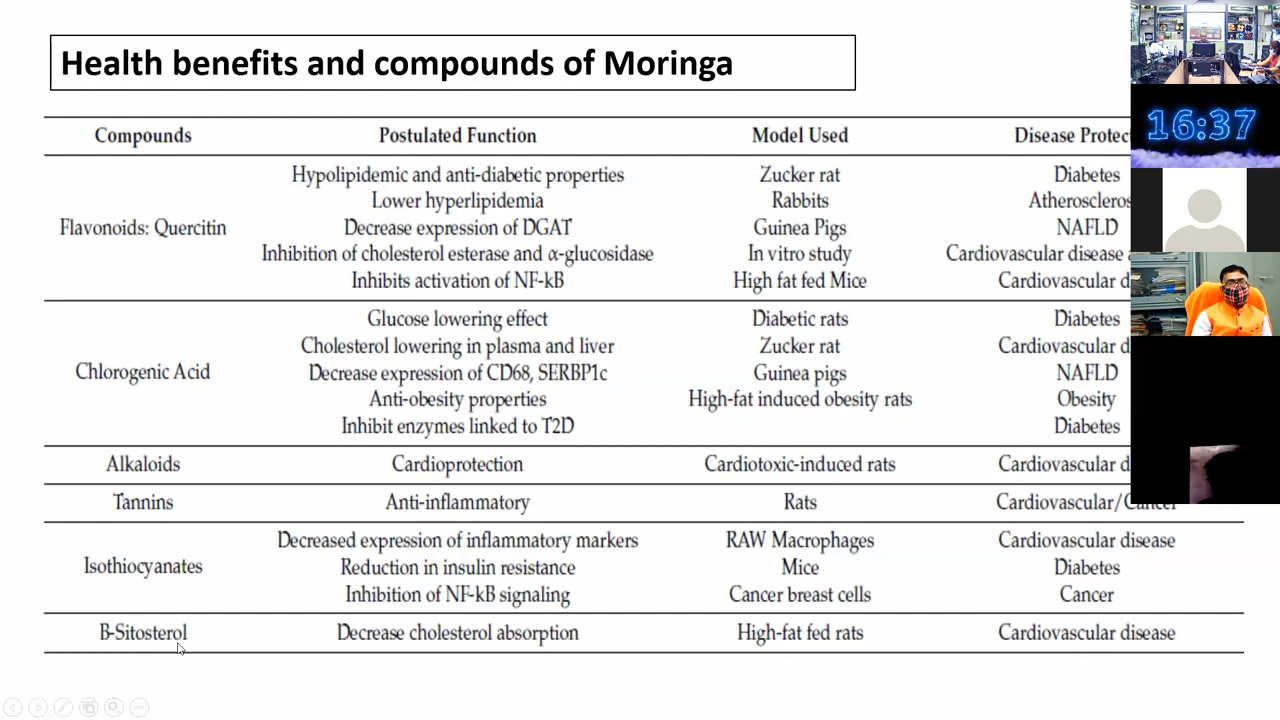 Health benefits and compounds of Moringa
16:37
Compounds Postulated Function Model Used Disease
Hypolipidemic and anti-diabetic properties Zucker rat Diabetes
Lower hyperlipidemia Rabbits
Flavonoids: Quercitin Decrease expression of DGAT Guinea Pigs NAFLD
Inhibition of cholesterol esterase and α-glucosidase In vitro study Cardiovascular disease
Inhibits activation of NF-kB High fat fed Mice Cardiovascular
Glucose lowering effect Diabetic rats Diabetes
Cholesterol lowering in plasma and liver Zucker rat Cardiovascular
Chlorogenic Acid Decrease expression of CD68, SERBP1c Guinea pigs NAFLD
Anti-obesity properties High-fat induced obesity rats Obesity
Inhibit enzymes linked to T2D Diabetes
Alkaloids Cardioprotection Cardiotoxic-induced rats Cardiovascular
Tannins Anti-inflammatory Rats Cardiovascular/Cancer
Decreased expression of inflammatory markers RAW Macrophages Cardiovascular disease
Isothiocyanates Reduction in insulin resistance Mice Diabetes
Inhibition of NF-kB signaling Cancer breast cells Cancer
B-Sitosterol Decrease cholesterol absorption High-fat fed rats Cardiovascular disease